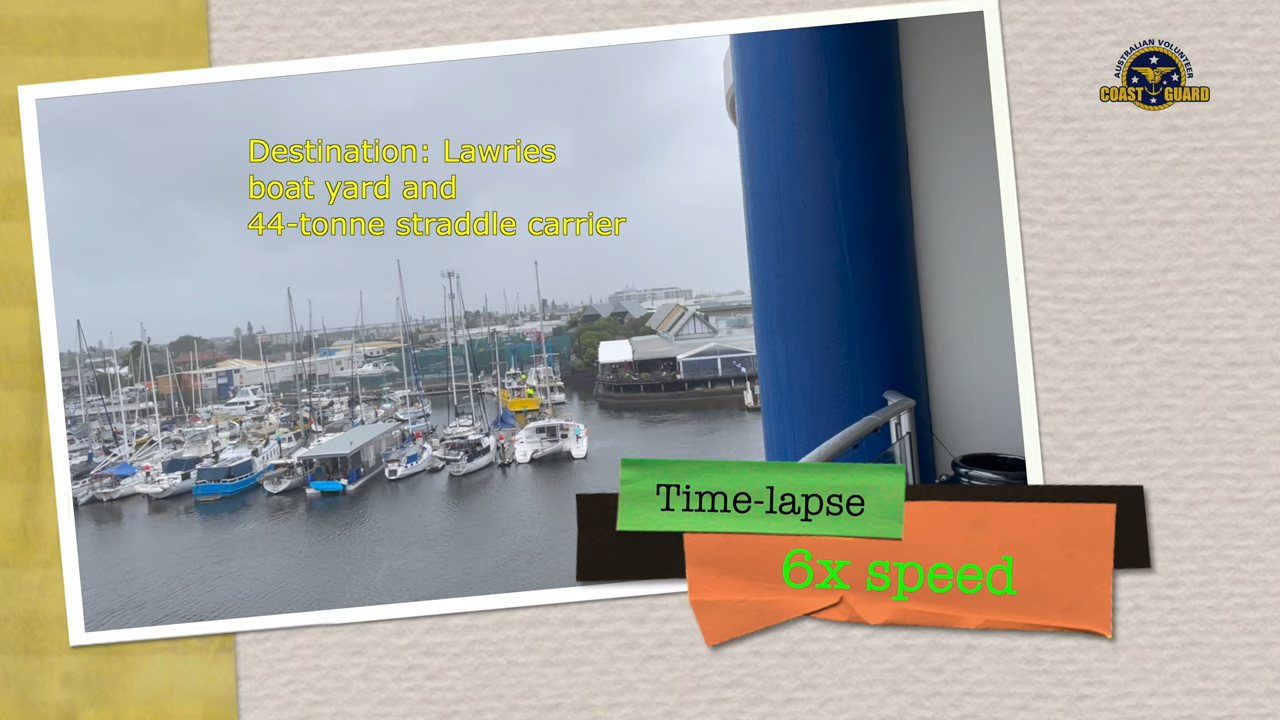 AUSTRALIAN VOLUNTEER
COAST GUARD
Destination: Lawries
boat yard and
44-tonne straddle carrier
Time-lapse
6x speed